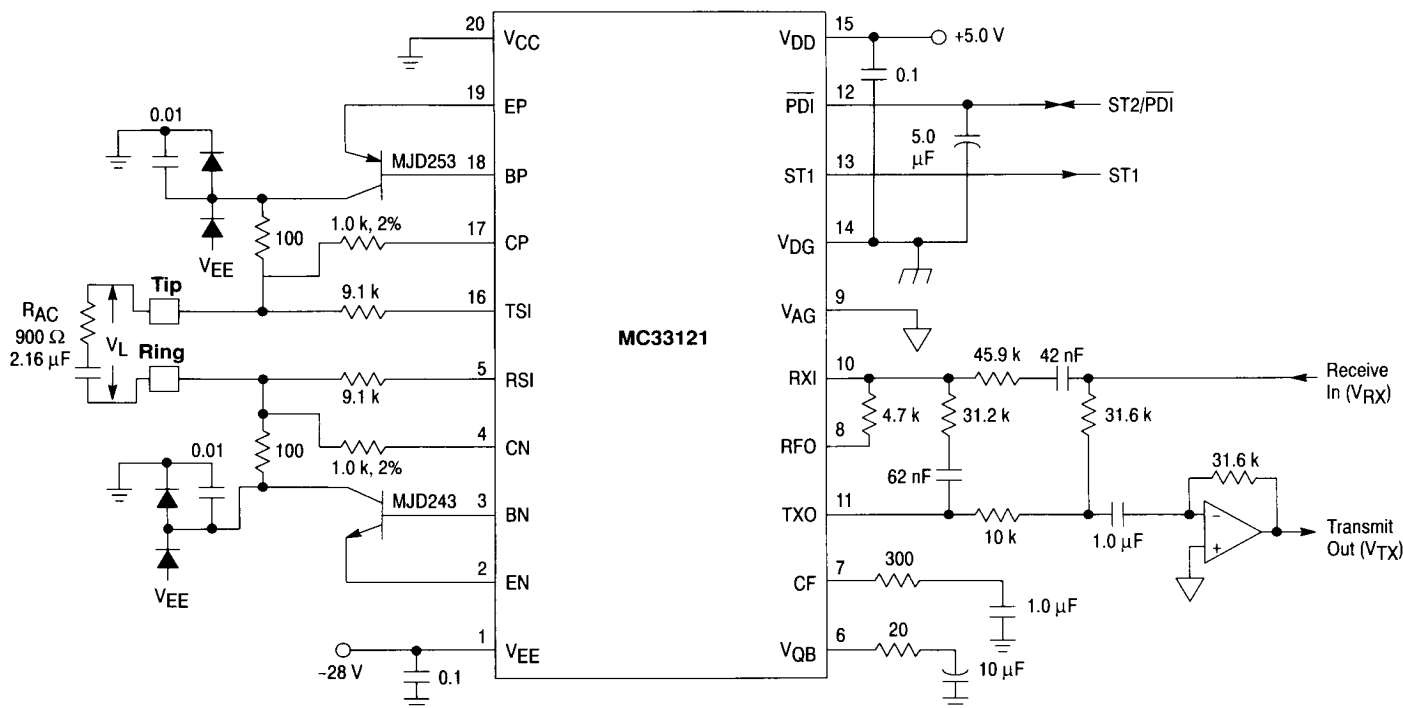 20
VCC
19
EP
0.01
MJD253
18
BP
1.0 k, 2%
17
CP
100
VEE
Tip
9.1 k
16
TSI
RAC
900 Ω
2.16 µF
VL
Ring
5
RSI
9.1 k
4
CN
100
0.01
1.0 k, 2%
MJD243
3
BN
2
EN
VEE
1
VEE
–28 V
0.1
MC33121
15
VDD
+5.0 V
0.1
12
PDI
ST2/PDI
5.0
µF
13
ST1
ST1
14
VDG
9
VAG
10
RXI
45.9 k
42 nF
Receive
In (VRX)
4.7 k
31.2 k
31.6 k
8
RFO
62 nF
31.6 k
11
TXO
10 k
1.0 µF
–
+
Transmit
Out (VTX)
7
CF
300
1.0 µF
6
VQB
20
10 µF